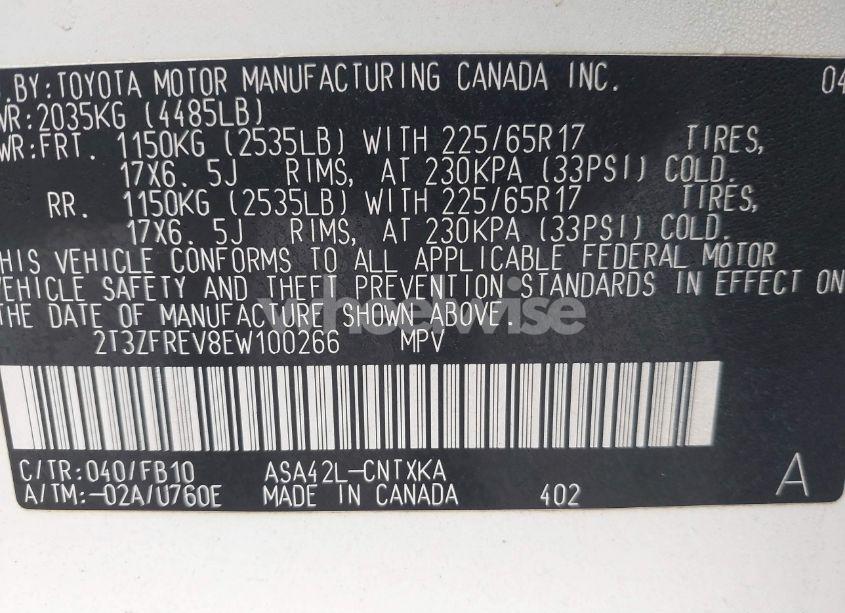 D.BY:TOYOTA MOTOR MANUFACTURING CANADA INC. 04
WR:2035KG (4485LB)
WR:FRT. 1150KG (2535LB) WITH 225/65R17 TIRES,
17X6. 5J RIMS, AT 230KPA (33PSI) COLD.
RR. 1150KG (2535LB) WITH 225/65R17 TIRES,
17X6. 5J RIMS, AT 230KPA (33PSI) COLD.
HIS VEHICLE CONFORMS TO ALL APPLICABLE FEDERAL MOTOR
VEHICLE SAFETY AND THEFT PREVENTION STANDARDS IN EFFECT ON
THE DATE OF MANUFACTURE SHOWN ABOVE.
wheelwise
2T3ZFREV8EW100266 MPV
C/TR:040/FB10 ASA42L-CNTXKA A
A/TM:-02A/U760E MADE IN CANADA 402